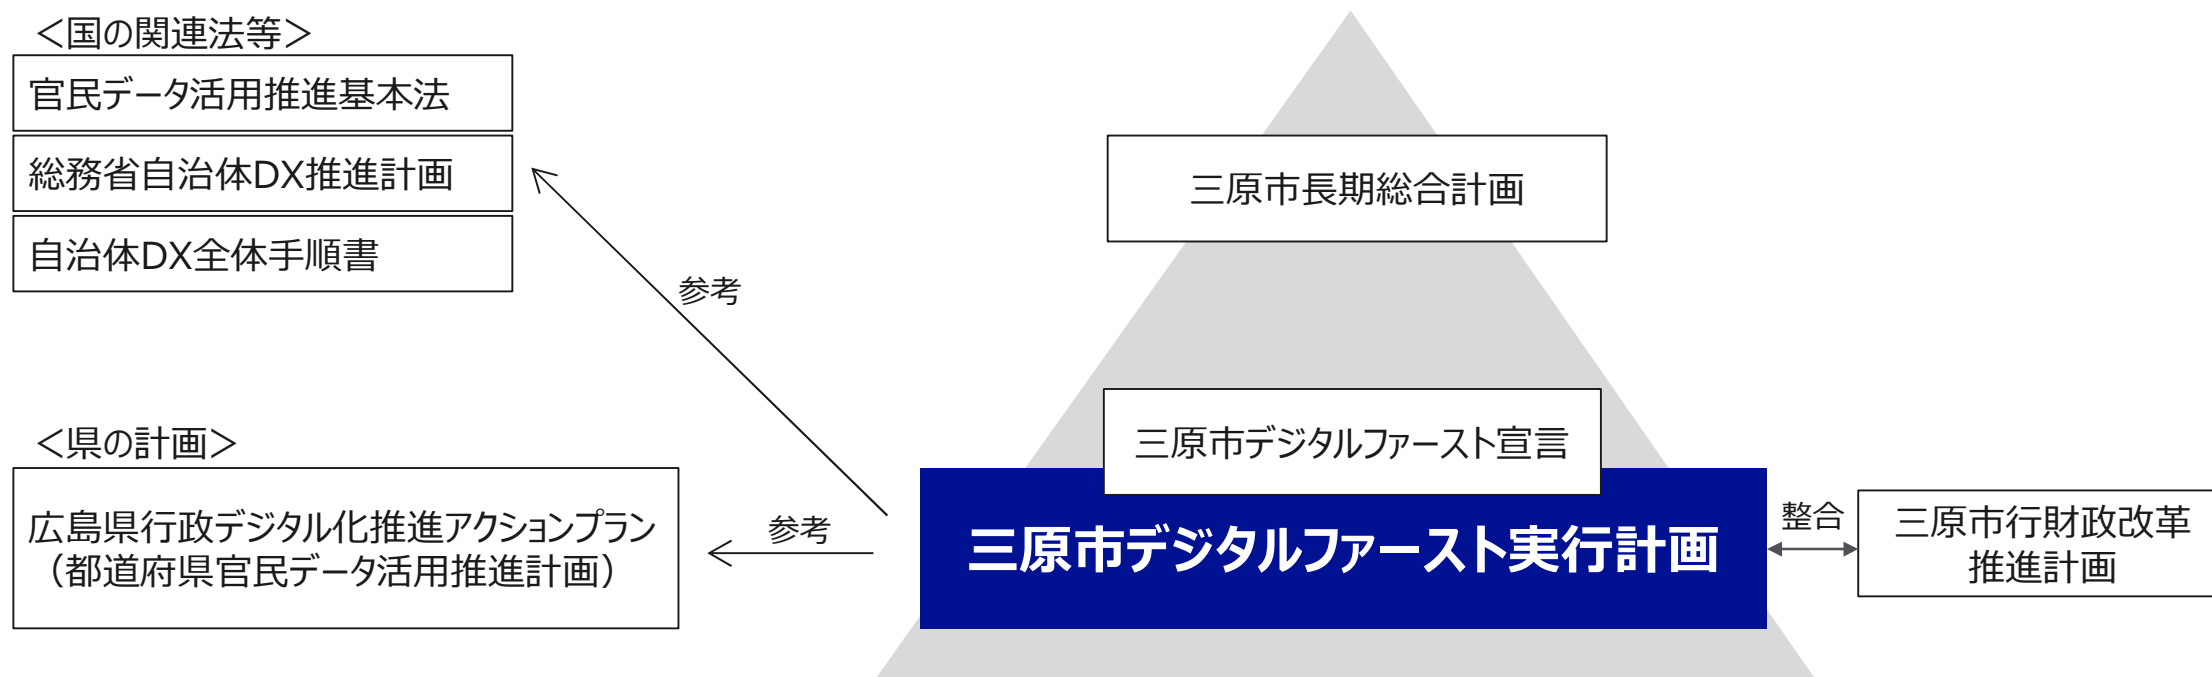 ＜国の関連法等＞
官民データ活用推進基本法
総務省自治体DX推進計画
自治体DX全体手順書
参考
＜県の計画＞
広島県行政デジタル化推進アクションプラン
（都道府県官民データ活用推進計画）
参考
三原市長期総合計画
三原市デジタルファースト宣言
三原市デジタルファースト実行計画
整合
三原市行財政改革
推進計画